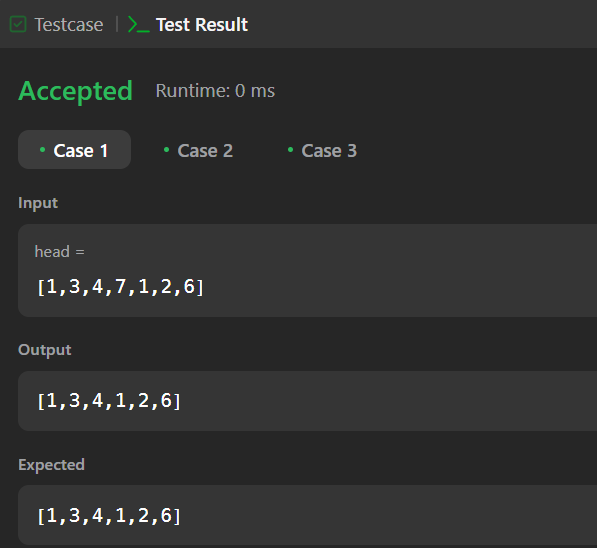 Testcase | >_ Test Result
Accepted Runtime: 0 ms
• Case 1 • Case 2 • Case 3
Input
head =
[1,3,4,7,1,2,6]
Output
[1,3,4,1,2,6]
Expected
[1,3,4,1,2,6]